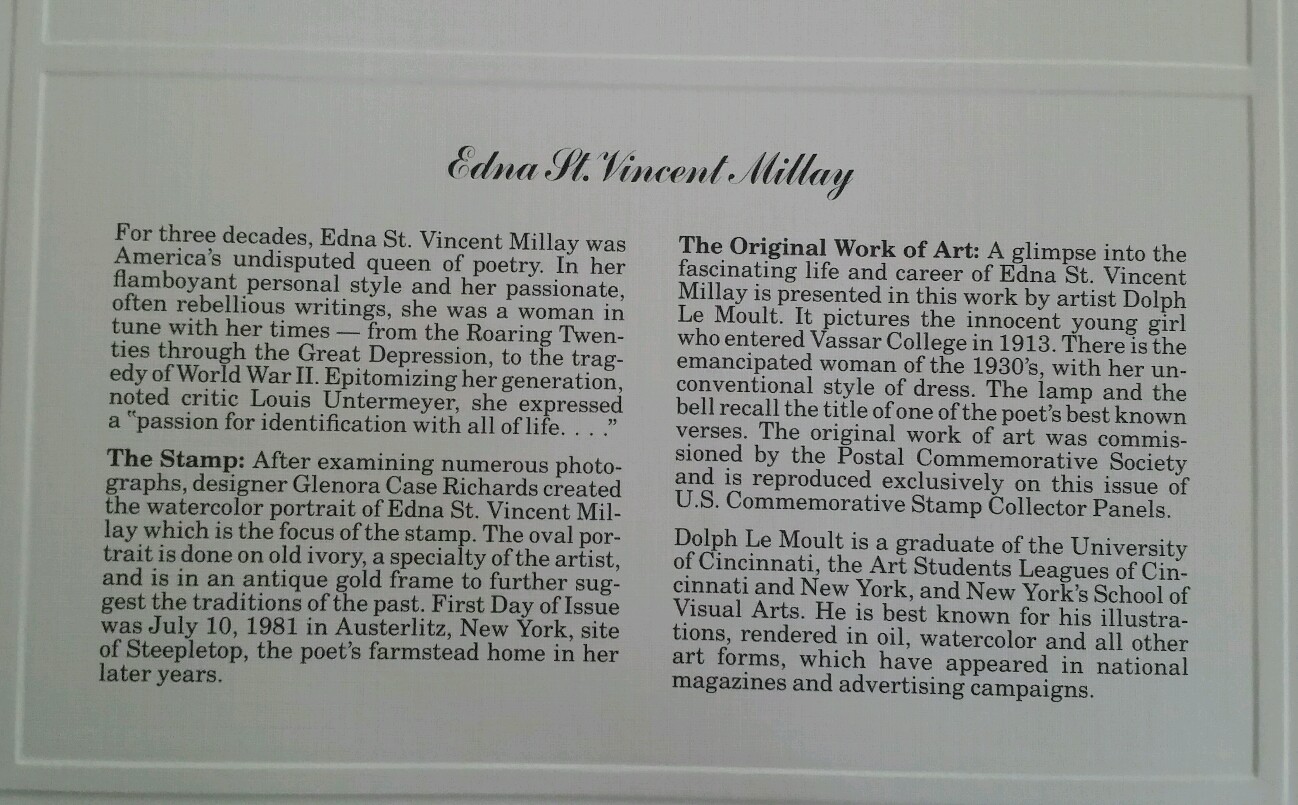 Edna St. Vincent Millay
For three decades, Edna St. Vincent Millay was
America's undisputed queen of poetry. In her
flamboyant personal style and her passionate,
often rebellious writings, she was a woman in
tune with her times — from the Roaring Twen-
ties through the Great Depression, to the trag-
edy of World War II. Epitomizing her generation,
noted critic Louis Untermeyer, she expressed
a "passion for identification with all of life. . . ."
The Stamp: After examining numerous photo-
graphs, designer Glenora Case Richards created
the watercolor portrait of Edna St. Vincent Mil-
lay which is the focus of the stamp. The oval por-
trait is done on old ivory, a specialty of the artist,
and is in an antique gold frame to further sug-
gest the traditions of the past. First Day of Issue
was July 10, 1981 in Austerlitz, New York, site
of Steepletop, the poet's farmstead home in her
later years.
The Original Work of Art: A glimpse into the
fascinating life and career of Edna St. Vincent
Millay is presented in this work by artist Dolph
Le Moult. It pictures the innocent young girl
who entered Vassar College in 1913. There is the
emancipated woman of the 1930's, with her un-
conventional style of dress. The lamp and the
bell recall the title of one of the poet's best known
verses. The original work of art was commis-
sioned by the Postal Commemorative Society
and is reproduced exclusively on this issue of
U.S. Commemorative Stamp Collector Panels.
Dolph Le Moult is a graduate of the University
of Cincinnati, the Art Students Leagues of Cin-
cinnati and New York, and New York's School of
Visual Arts. He is best known for his illustra-
tions, rendered in oil, watercolor and all other
art forms, which have appeared in national
magazines and advertising campaigns.